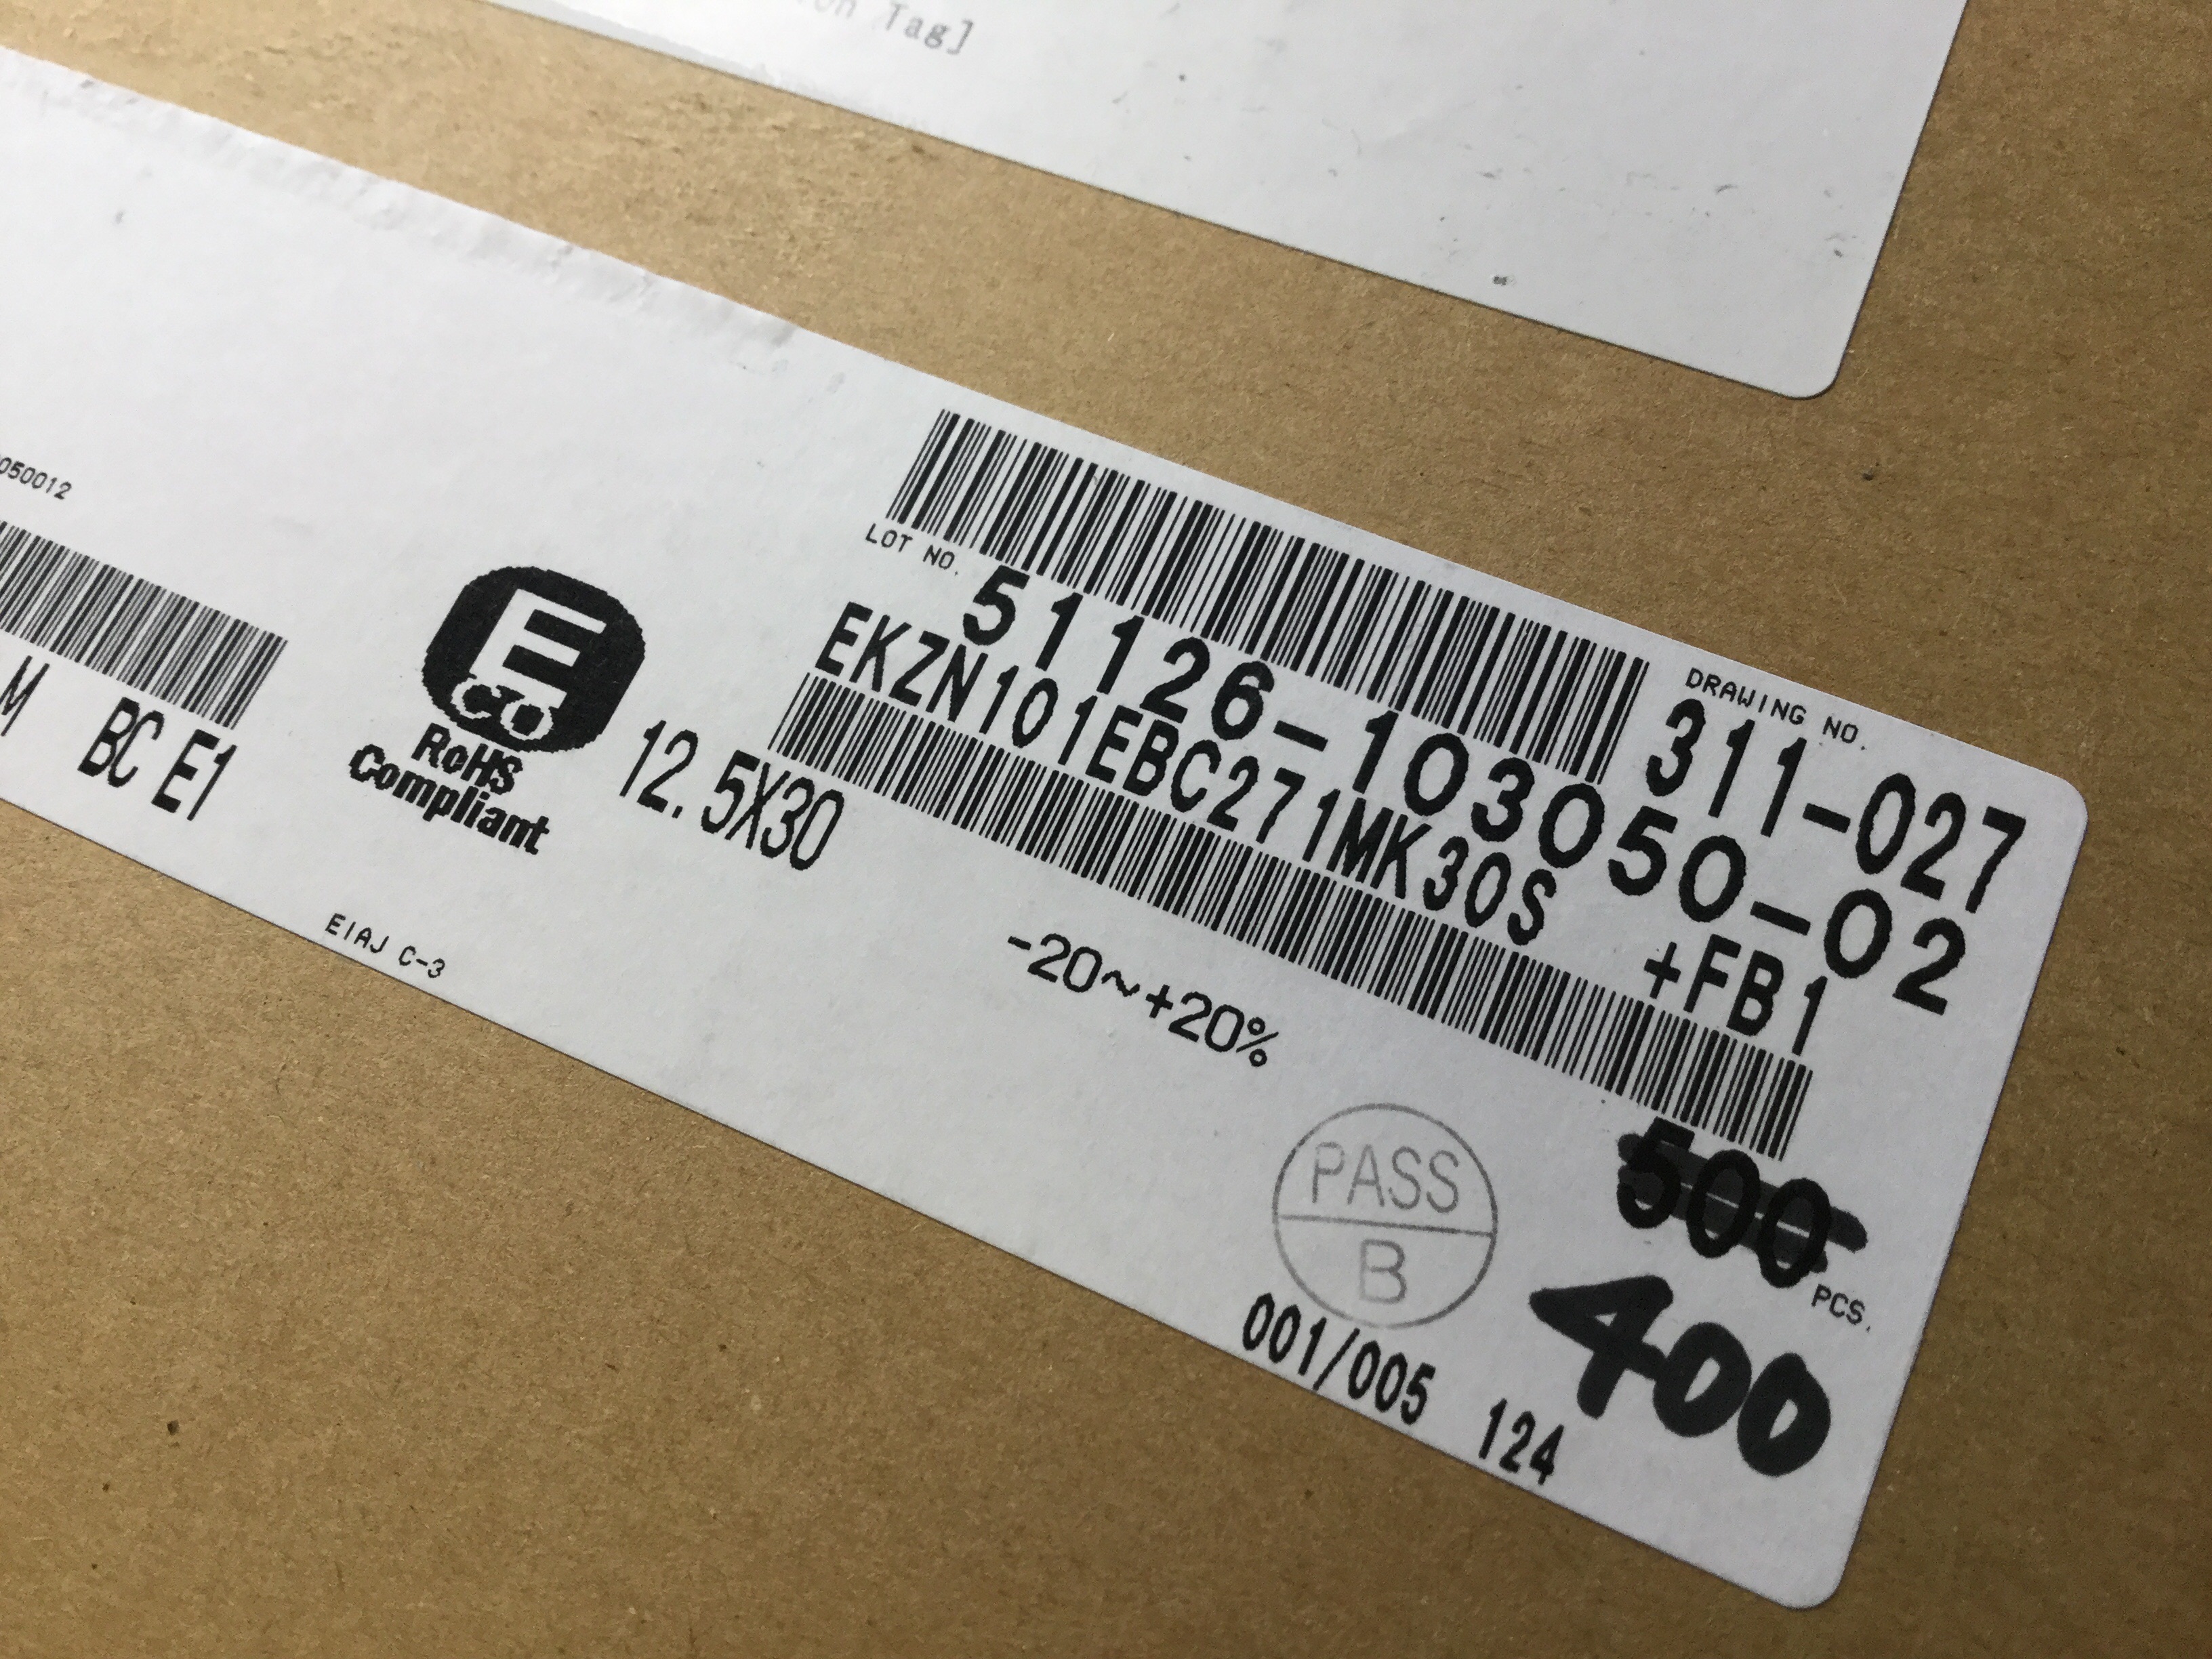 Tag]
050012
M BC E1
Eco
RoHS
Compliant
12.5X30
EIAJ C-3
LOT NO.
51126-103050-02
DRAWING NO.
311-027
EKZN101EBC271MK30S +FB1
-20~+20%
PASS
B
500 PCS.
400
001/005 124